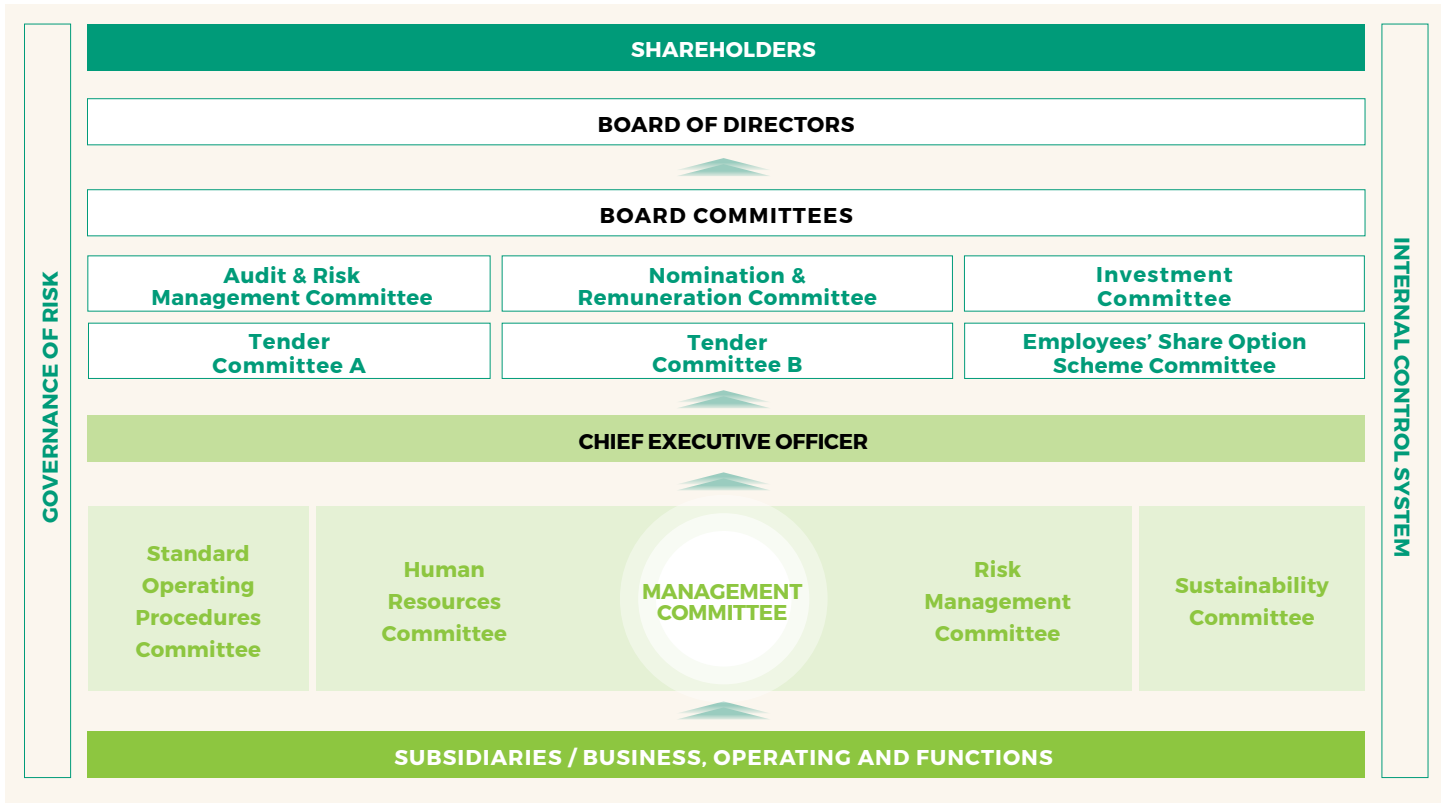 SHAREHOLDERS
BOARD OF DIRECTORS
BOARD COMMITTEES
Audit & Risk
Management Committee
Nomination &
Remuneration Committee
Investment
Committee
Tender
Committee A
Tender
Committee B
Employees’ Share Option
Scheme Committee
CHIEF EXECUTIVE OFFICER
Standard
Operating
Procedures
Committee
Human
Resources
Committee
MANAGEMENT
COMMITTEE
Risk
Management
Committee
Sustainability
Committee
SUBSIDIARIES / BUSINESS, OPERATING AND FUNCTIONS
GOVERNANCE OF RISK
INTERNAL CONTROL SYSTEM